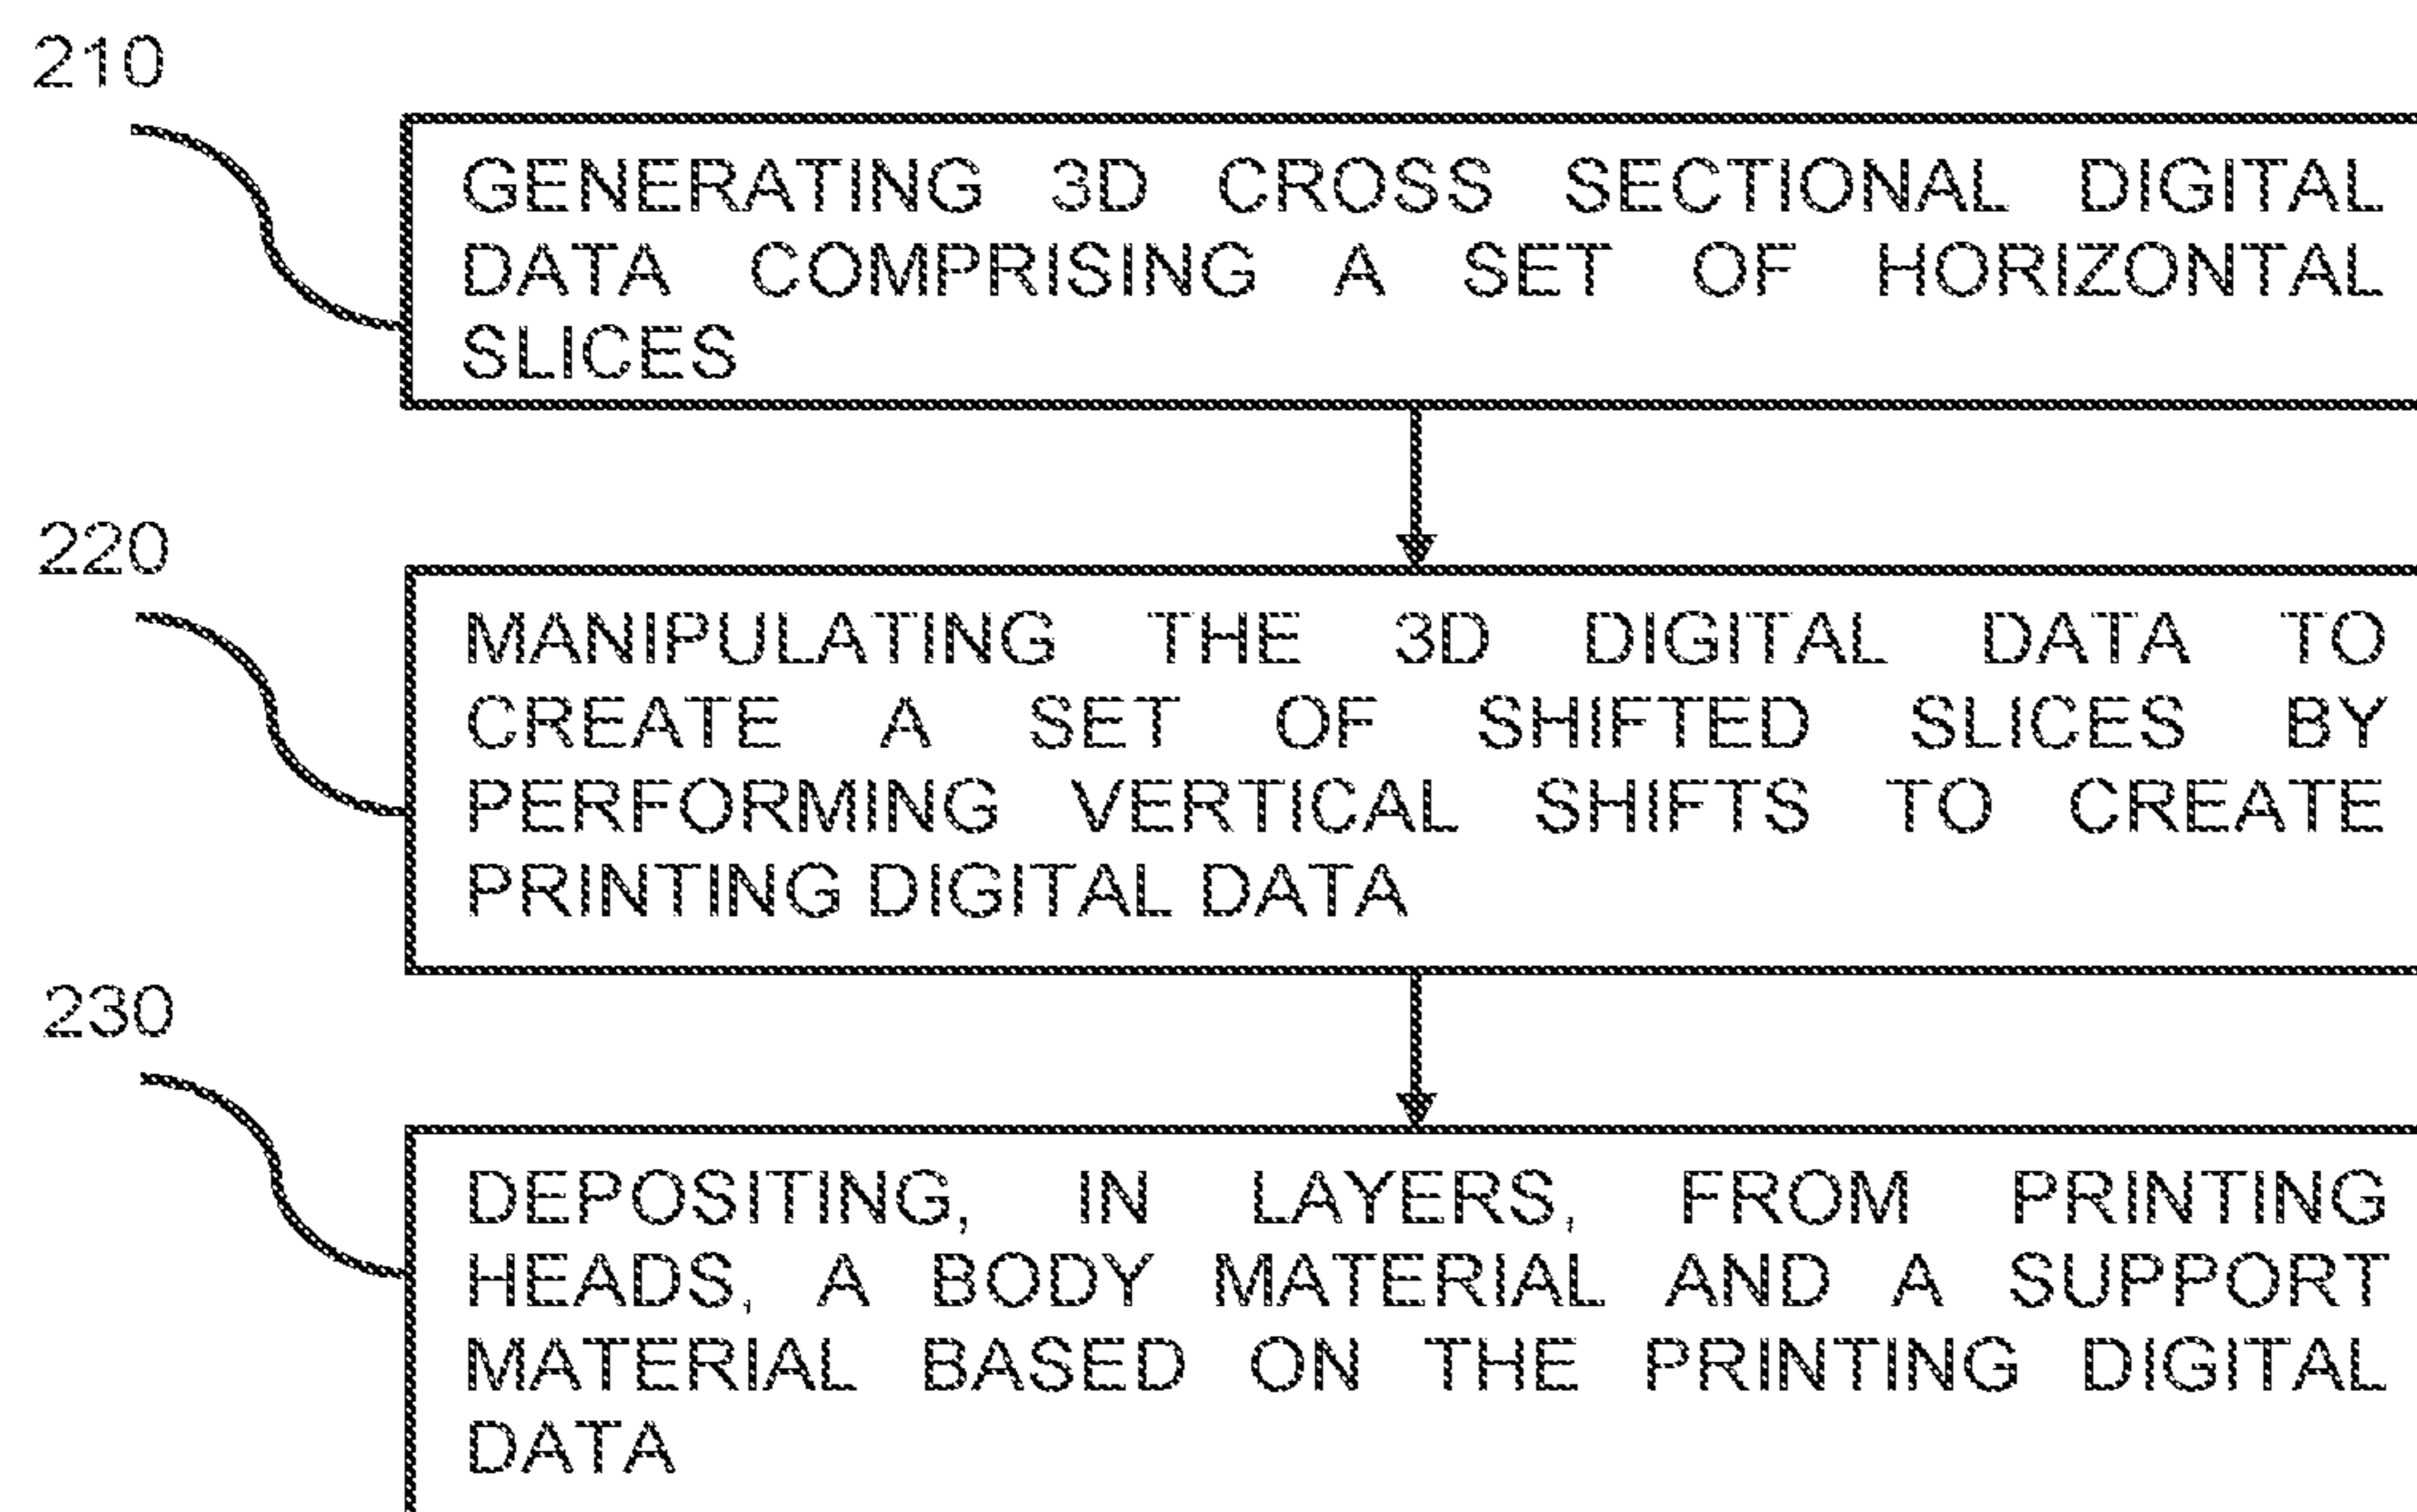 210
GENERATING 3D CROSS SECTIONAL DIGITAL
DATA COMPRISING A SET OF HORIZONTAL
SLICES
220
MANIPULATING THE 3D DIGITAL DATA TO
CREATE A SET OF SHIFTED SLICES BY
PERFORMING VERTICAL SHIFTS TO CREATE
PRINTING DIGITAL DATA
230
DEPOSITING, IN LAYERS, FROM PRINTING
HEADS, A BODY MATERIAL AND A SUPPORT
MATERIAL BASED ON THE PRINTING DIGITAL
DATA